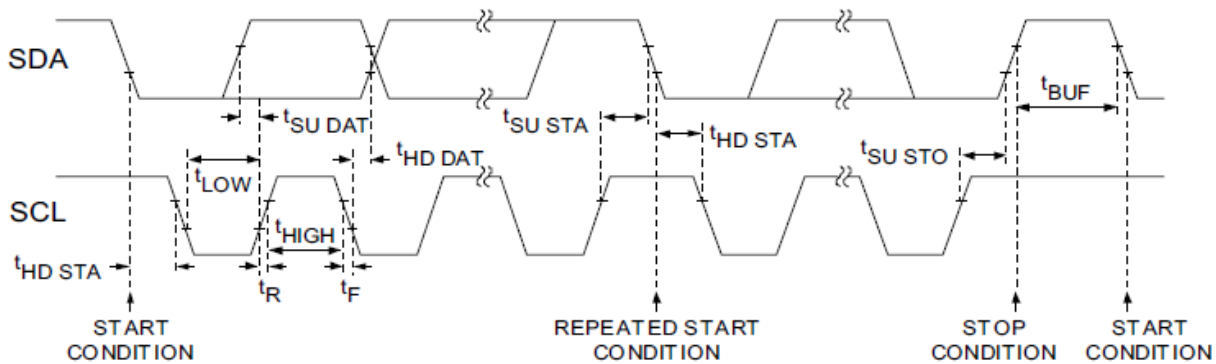 SDA
tSU DAT
tSU STA
tBUF
tHD STA
tHD DAT
tSU STO
tLOW
SCL
tHIGH
tHD STA
tR
tF
START
CONDITION
REPEATED START
CONDITION
STOP
CONDITION
START
CONDITION